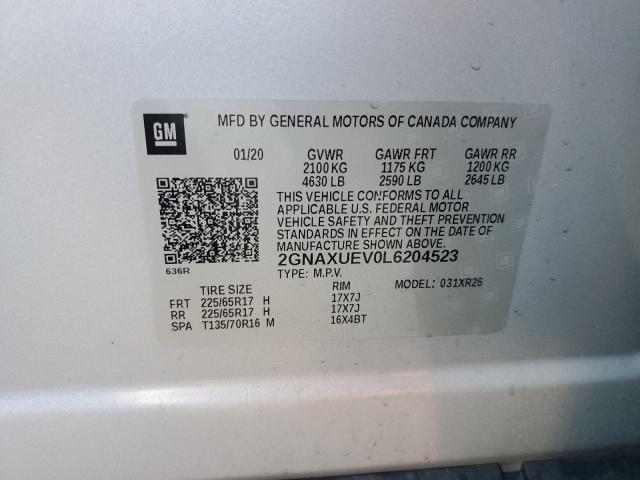 GM
MFD BY GENERAL MOTORS OF CANADA COMPANY
01/20 GVWR GAWR FRT GAWR RR
2100 KG 1175 KG 1200 KG
4630 LB 2590 LB 2645 LB
THIS VEHICLE CONFORMS TO ALL
APPLICABLE U.S. FEDERAL MOTOR
VEHICLE SAFETY AND THEFT PREVENTION
STANDARDS IN EFFECT ON THE DATE OF
MANUFACTURE SHOWN ABOVE.
2GNAXUEV0L6204523
636R
TYPE: M.P.V. MODEL: 031XR26
TIRE SIZE RIM
FRT 225/65R17 H 17X7J
RR 225/65R17 H 17X7J
SPA T135/70R16 M 16X4BT